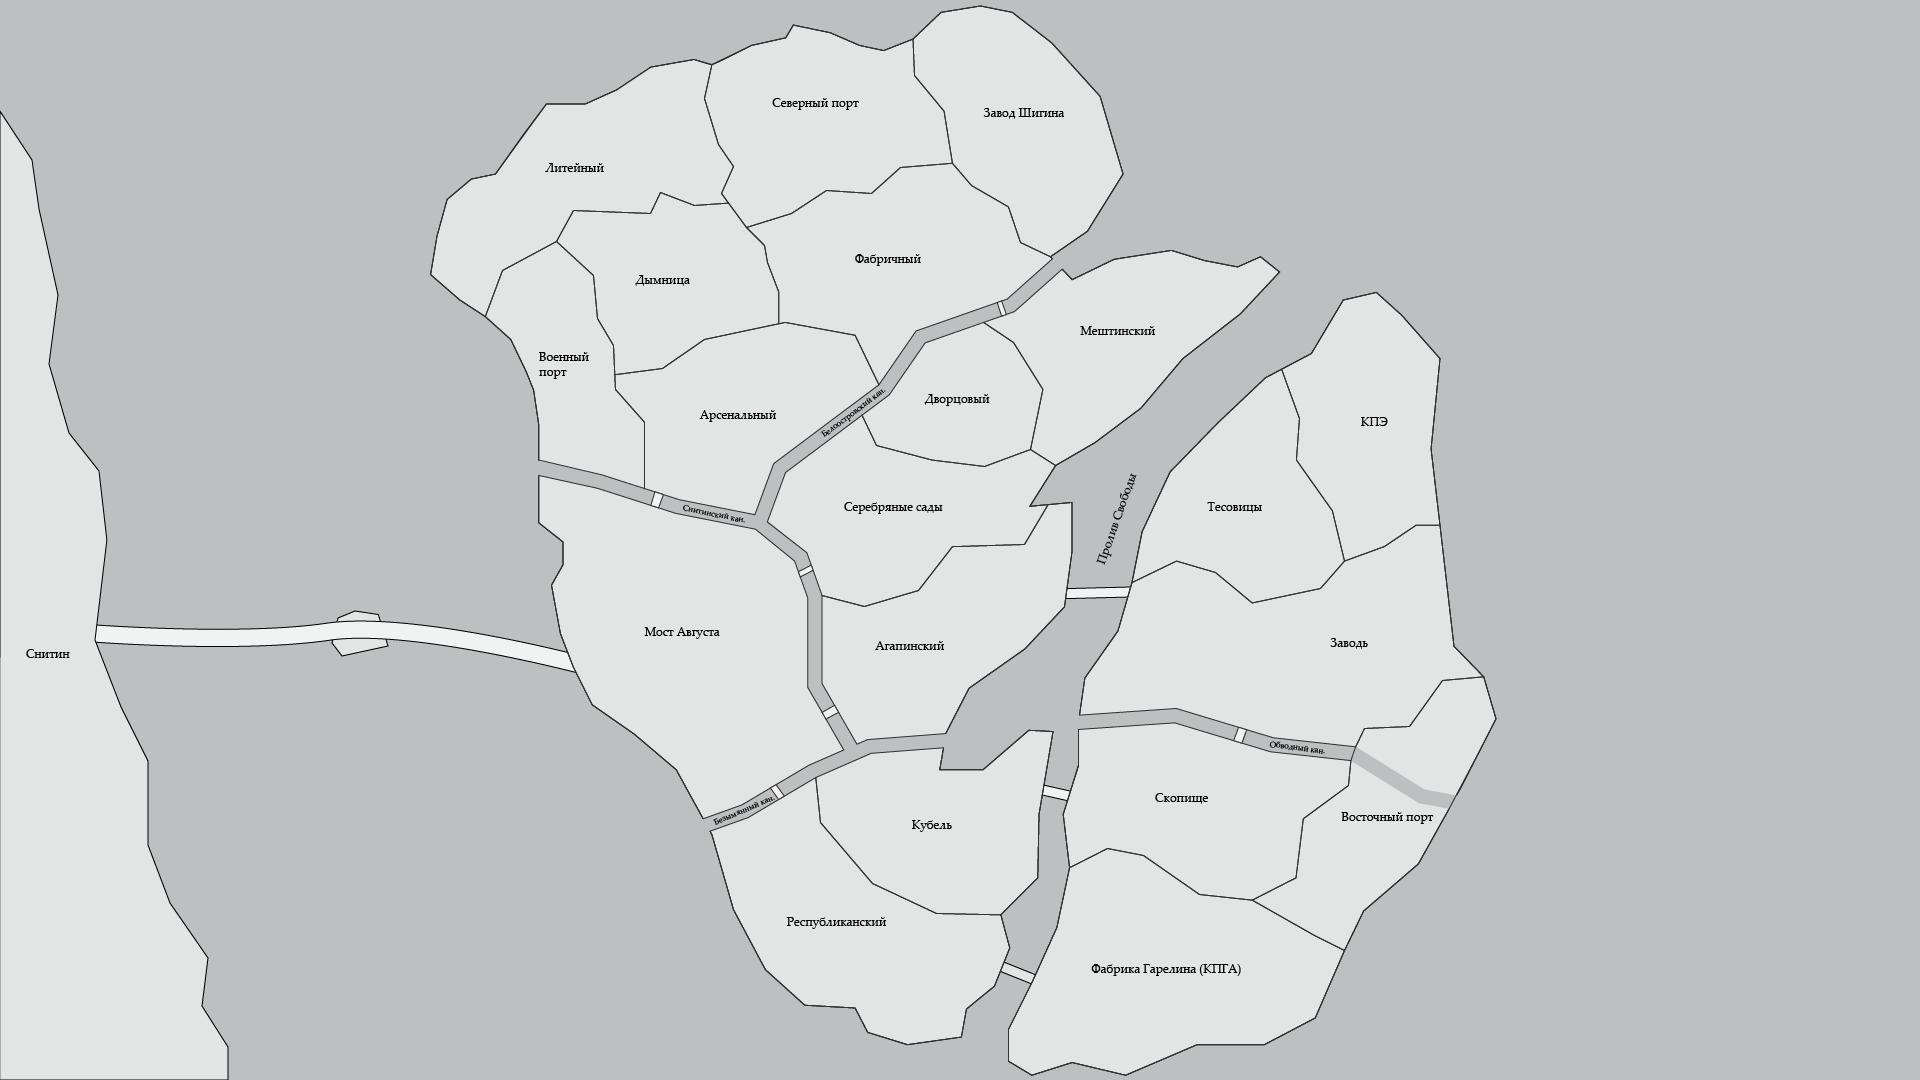 Северный порт
Завод Шигина
Литейный
Фабричный
Дымница
Мештинский
Военный
порт
Дворцовый
Арсенальный
Белоостровский кан.
КПЭ
Серебряные сады
Тесовицы
Снитинский кан.
Пролив Свободы
Мост Августа
Агапинский
Заводь
Снитин
Обводный кан.
Скопище
Безымянный кан.
Восточный порт
Кубель
Республиканский
Фабрика Гарелина (КПГА)